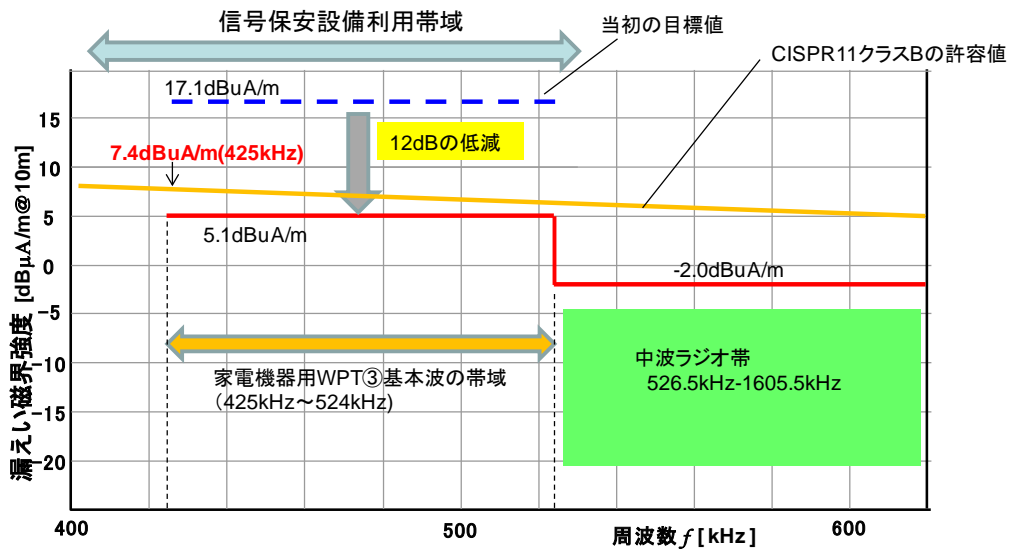 信号保安設備利用帯域
当初の目標値
CISPR11クラスBの許容値
17.1dBuA/m
12dBの低減
7.4dBuA/m(425kHz)
5.1dBuA/m
-2.0dBuA/m
家電機器用WPT③基本波の帯域
(425kHz～524kHz)
中波ラジオ帯
526.5kHz-1605.5kHz
漏えい磁界強度 [dBμA/m@10m]
15
10
5
0
-5
-10
-15
-20
400
500
600
周波数f [ kHz ]